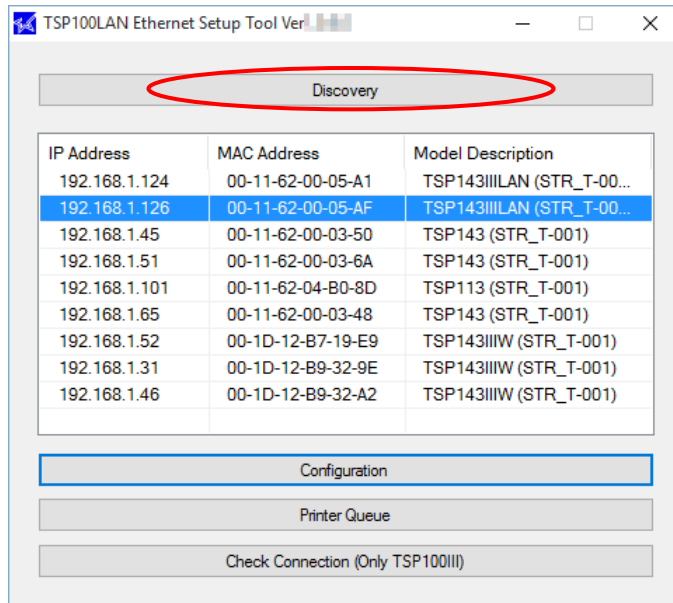 TSP100LAN Ethernet Setup Tool Ver
Discovery
IP Address MAC Address Model Description
192.168.1.124 00-11-62-00-05-A1 TSP143IIILAN (STR_T-00...
192.168.1.126 00-11-62-00-05-AF TSP143IIILAN (STR_T-00...
192.168.1.45 00-11-62-00-03-50 TSP143 (STR_T-001)
192.168.1.51 00-11-62-00-03-6A TSP143 (STR_T-001)
192.168.1.101 00-11-62-04-B0-8D TSP113 (STR_T-001)
192.168.1.65 00-11-62-00-03-48 TSP143 (STR_T-001)
192.168.1.52 00-1D-12-B7-19-E9 TSP143IIIW (STR_T-001)
192.168.1.31 00-1D-12-B9-32-9E TSP143IIIW (STR_T-001)
192.168.1.46 00-1D-12-B9-32-A2 TSP143IIIW (STR_T-001)
Configuration
Printer Queue
Check Connection (Only TSP100III)